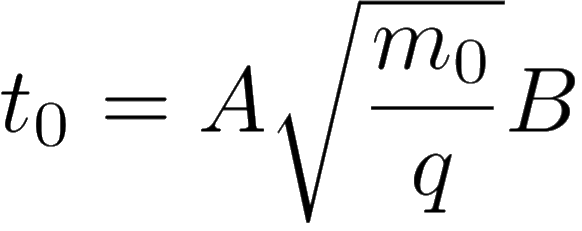 t_0 = A\sqrt{\frac{m_0}{q}}B